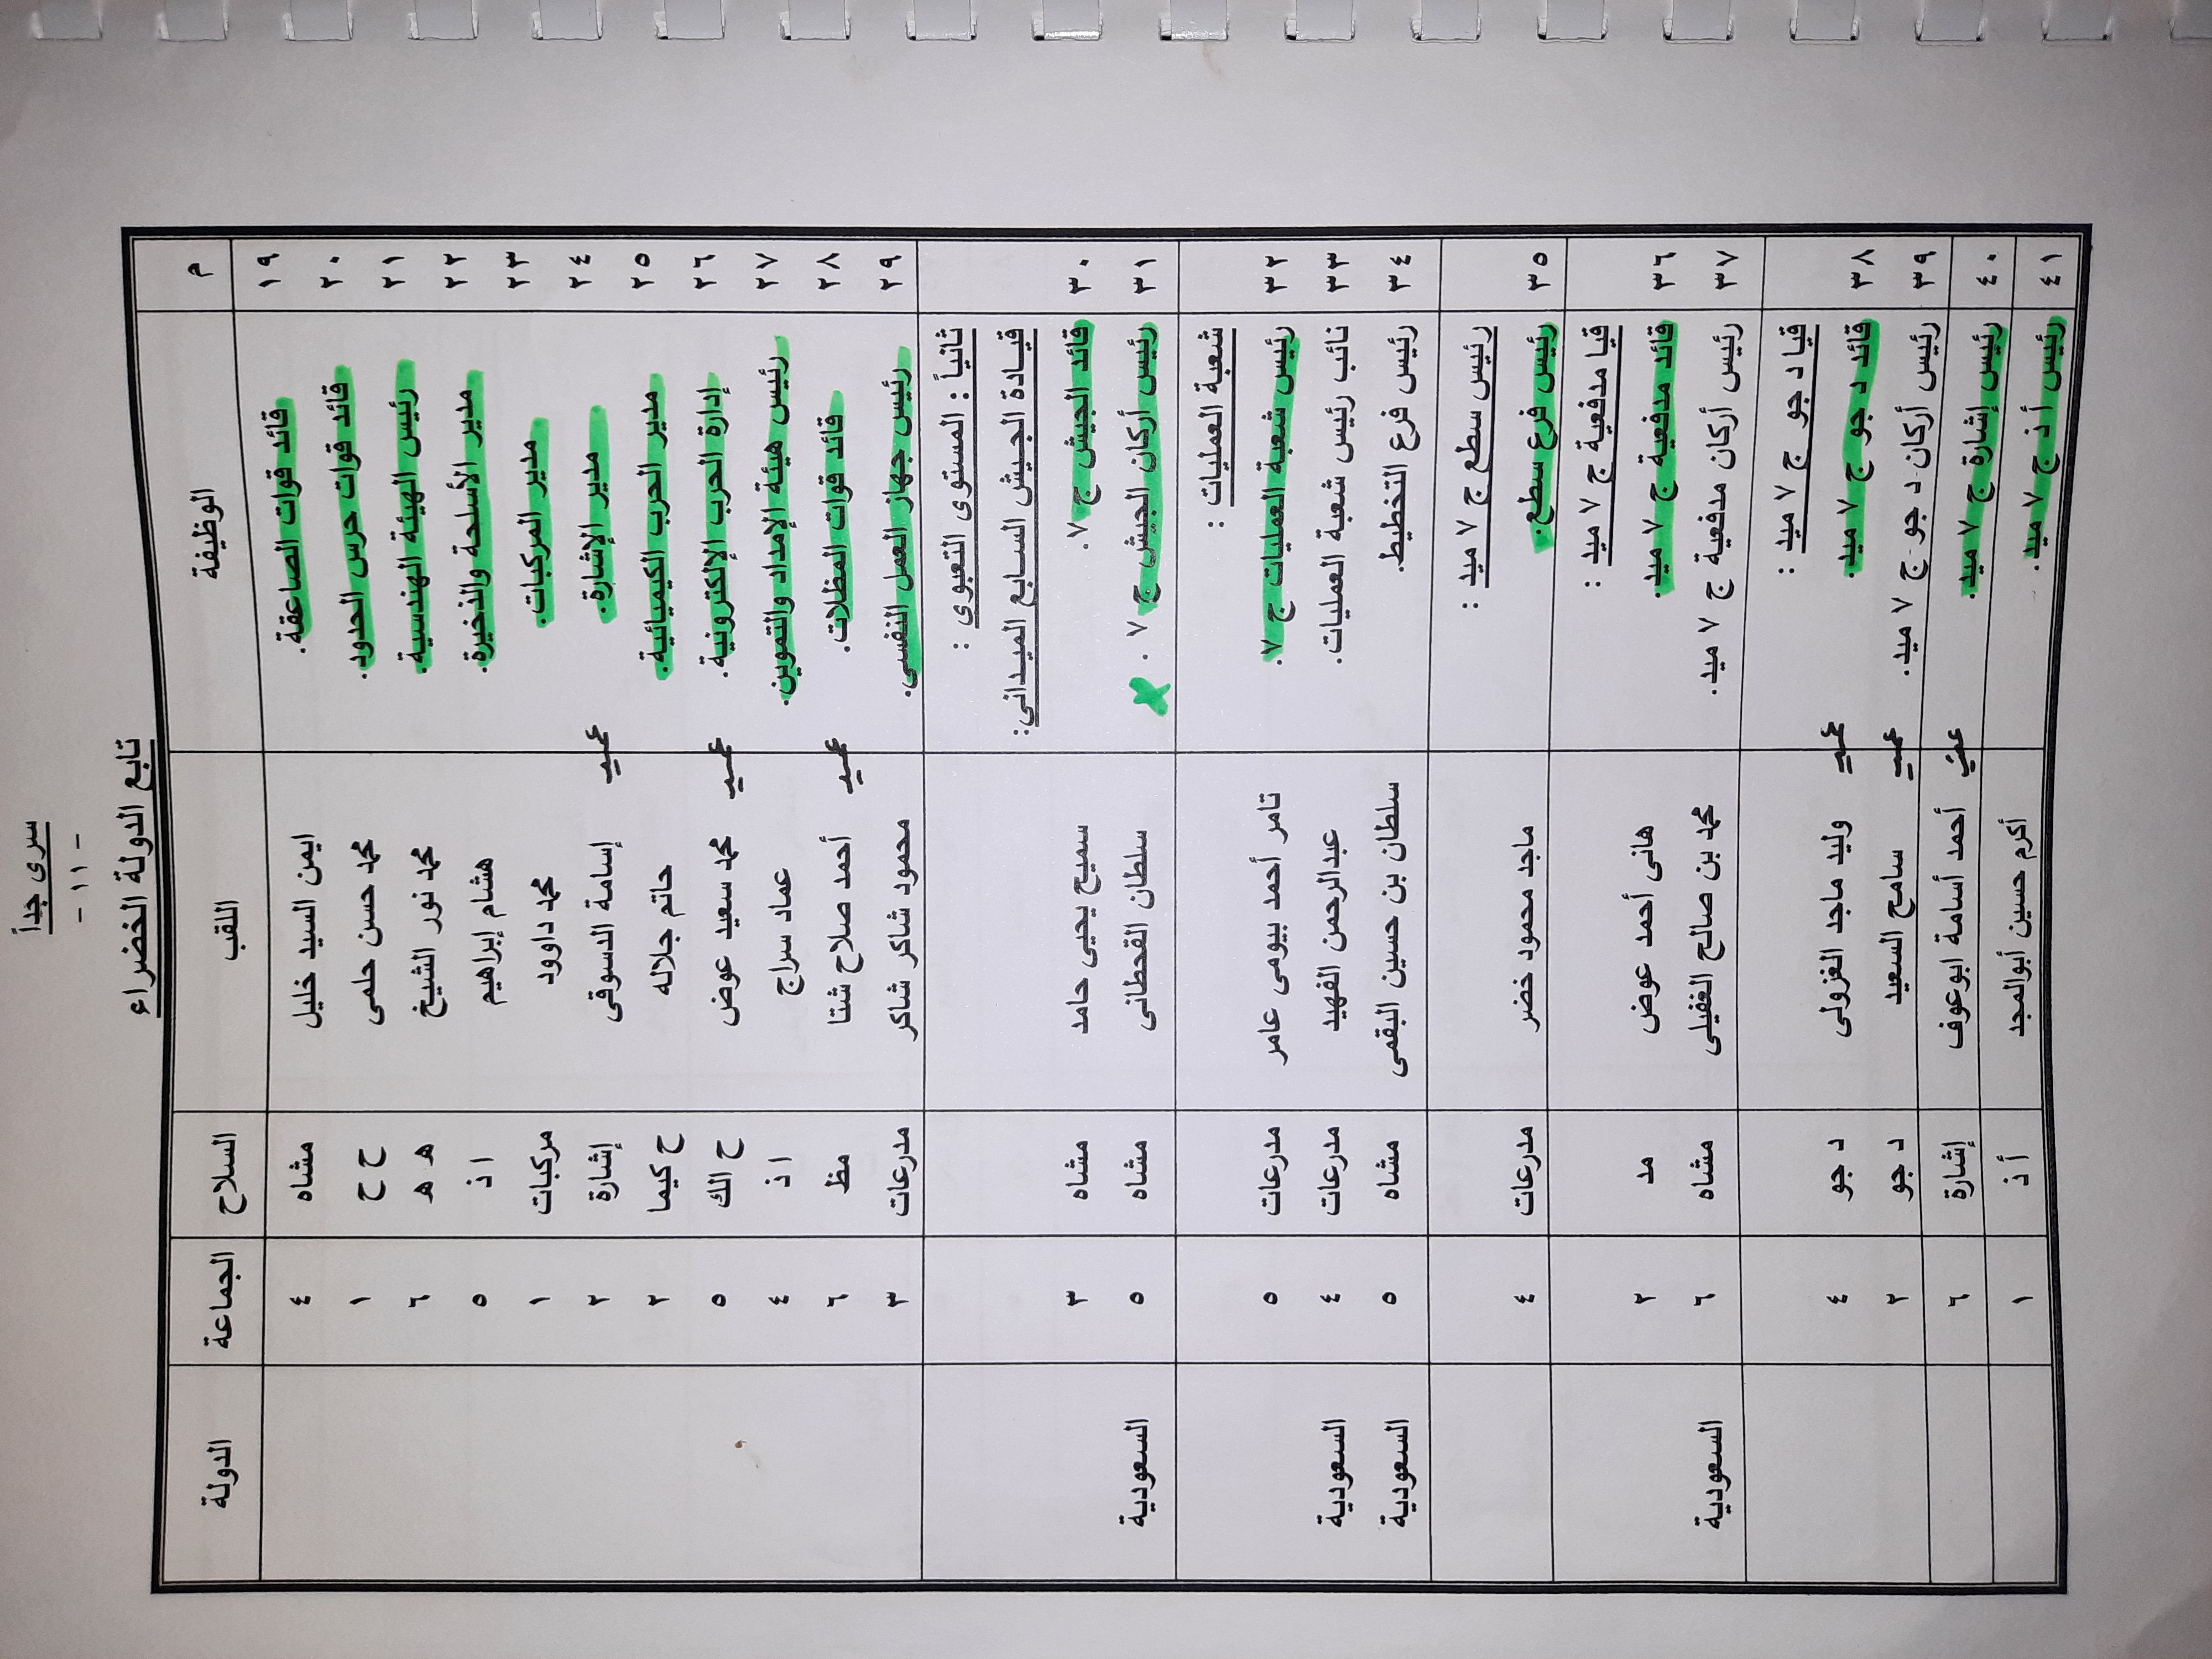 سرى جداً
- ١١ -
تابع الدولة الخضراء
م الوظيفة اللقب السلاح الجماعة الدولة
١٩ قائد قوات الصاعقة. ايمن السيد خليل مشاه ٤
٢٠ قائد قوات حرس الحدود. محمد حسن حلمى ح ح ١
٢١ رئيس الهيئة الهندسية. محمد نور الشيخ ه ه ٦
٢٢ مدير الأسلحة والذخيرة. هشام إبراهيم ا ذ ٥
٢٣ مدير المركبات. محمد داوود مركبات ١
٢٤ مدير الإشارة. عميد إسامة الدسوقى إشارة ٢
٢٥ مدير الحرب الكيميائية. حاتم جلاله ح كيما ٢
٢٦ إدارة الحرب الإلكترونية. عميد محمد سعيد عوض ح الك ٥
٢٧ رئيس هيئة الإمداد والتموين. عماد سراج ا ذ ٤
٢٨ قائد قوات المظلات. عميد أحمد صلاح شتا مظ ٦
٢٩ رئيس جهاز العمل النفسى. محمود شاكر شاكر مدرعات ٣
ثانياً : المستوى التعبوى :
قيادة الجيش السابع الميدانى:
٣٠ قائد الجيش ج ٧. سميح يحيى حامد مشاه ٣
٣١ رئيس أركان الجيش ج ٧ . سلطان القحطانى مشاه ٥ السعودية
شعبة العمليات :
٣٢ رئيس شعبة العمليات ج ٧. تامر أحمد بيومى عامر مدرعات ٥
٣٣ نائب رئيس شعبة العمليات. عبدالرحمن الفهيد مدرعات ٤ السعودية
٣٤ رئيس فرع التخطيط. سلطان بن حسين البقمى مشاه ٥ السعودية
رئيس سطع ج ٧ ميد :
٣٥ رئيس فرع سطع. ماجد محمود خضر مدرعات ٤
قيا مدفعية ج ٧ ميد :
٣٦ قائد مدفعية ج ٧ ميد. هانى أحمد عوض مد ٢
٣٧ رئيس أركان مدفعية ج ٧ ميد. محمد بن صالح الغفيلى مشاه ٦ السعودية
قيا د جو ج ٧ ميد :
٣٨ قائد د جو ج ٧ ميد. عميد وليد ماجد الغزولى د جو ٤
٣٩ رئيس أركان د جو ج ٧ ميد. عميد سامح السعيد د جو ٢
٤٠ رئيس إشارة ج ٧ ميد. أحمد أسامة ابوعوف إشارة ٦
٤١ رئيس أ ذ ج ٧ ميد. أكرم حسين أبوالمجد أ ذ ١